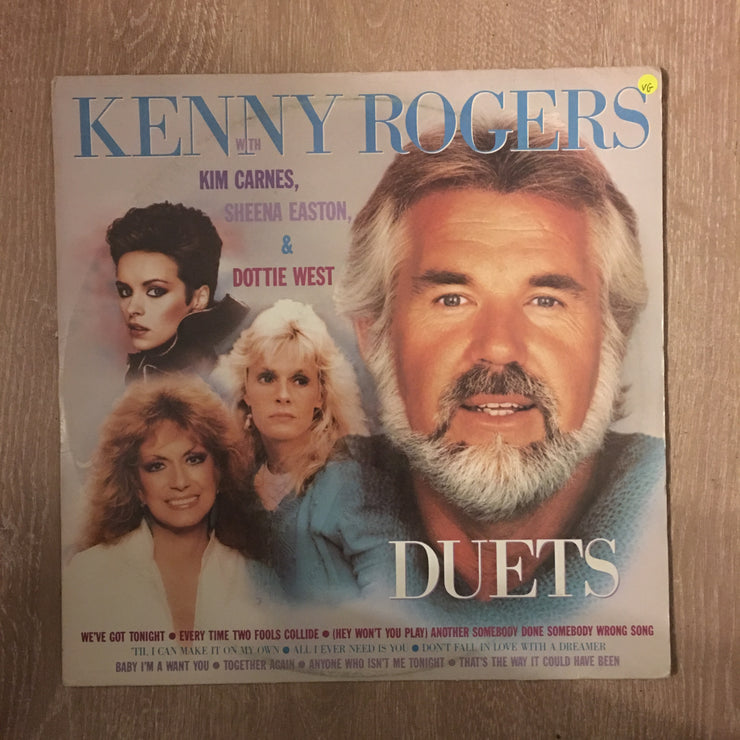 KENNY ROGERS
VG
WITH
KIM CARNES,
SHEENA EASTON,
&
DOTTIE WEST
DUETS
WE'VE GOT TONIGHT • EVERY TIME TWO FOOLS COLLIDE • (HEY WON'T YOU PLAY) ANOTHER SOMEBODY DONE SOMEBODY WRONG SONG
'TIL I CAN MAKE IT ON MY OWN • ALL I EVER NEED IS YOU • DON'T FALL IN LOVE WITH A DREAMER
BABY I'M A WANT YOU • TOGETHER AGAIN • ANYONE WHO ISN'T ME TONIGHT • THAT'S THE WAY IT COULD HAVE BEEN